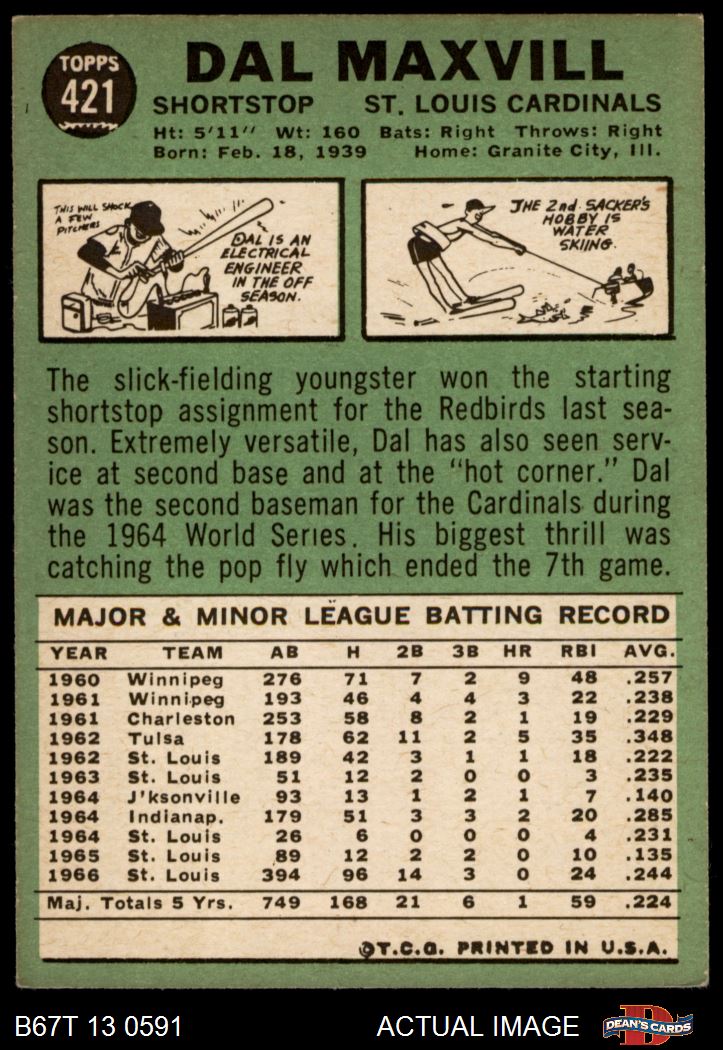 TOPPS
421
DAL MAXVILL
SHORTSTOP ST. LOUIS CARDINALS
Ht: 5'11" Wt: 160 Bats: Right Throws: Right
Born: Feb. 18, 1939 Home: Granite City, Ill.
THIS WILL SHOCK
A FEW
PITCHERS
DAL IS AN
ELECTRICAL
ENGINEER
IN THE OFF
SEASON.
THE 2nd. SACKER'S
HOBBY IS
WATER
SKIING.
The slick-fielding youngster won the starting
shortstop assignment for the Redbirds last sea-
son. Extremely versatile, Dal has also seen serv-
ice at second base and at the "hot corner." Dal
was the second baseman for the Cardinals during
the 1964 World Series. His biggest thrill was
catching the pop fly which ended the 7th game.
MAJOR & MINOR LEAGUE BATTING RECORD
YEAR TEAM AB H 2B 3B HR RBI AVG.
1960 Winnipeg 276 71 7 2 9 48 .257
1961 Winnipeg 193 46 4 4 3 22 .238
1961 Charleston 253 58 8 2 1 19 .229
1962 Tulsa 178 62 11 2 5 35 .348
1962 St. Louis 189 42 3 1 1 18 .222
1963 St. Louis 51 12 2 0 0 3 .235
1964 J'ksonville 93 13 1 2 1 7 .140
1964 Indianap. 179 51 3 3 2 20 .285
1964 St. Louis 26 6 0 0 0 4 .231
1965 St. Louis 89 12 2 2 0 10 .135
1966 St. Louis 394 96 14 3 0 24 .244
Maj. Totals 5 Yrs. 749 168 21 6 1 59 .224
©T.C.G. PRINTED IN U.S.A.
B67T 13 0591 ACTUAL IMAGE
D
DEAN'S CARDS